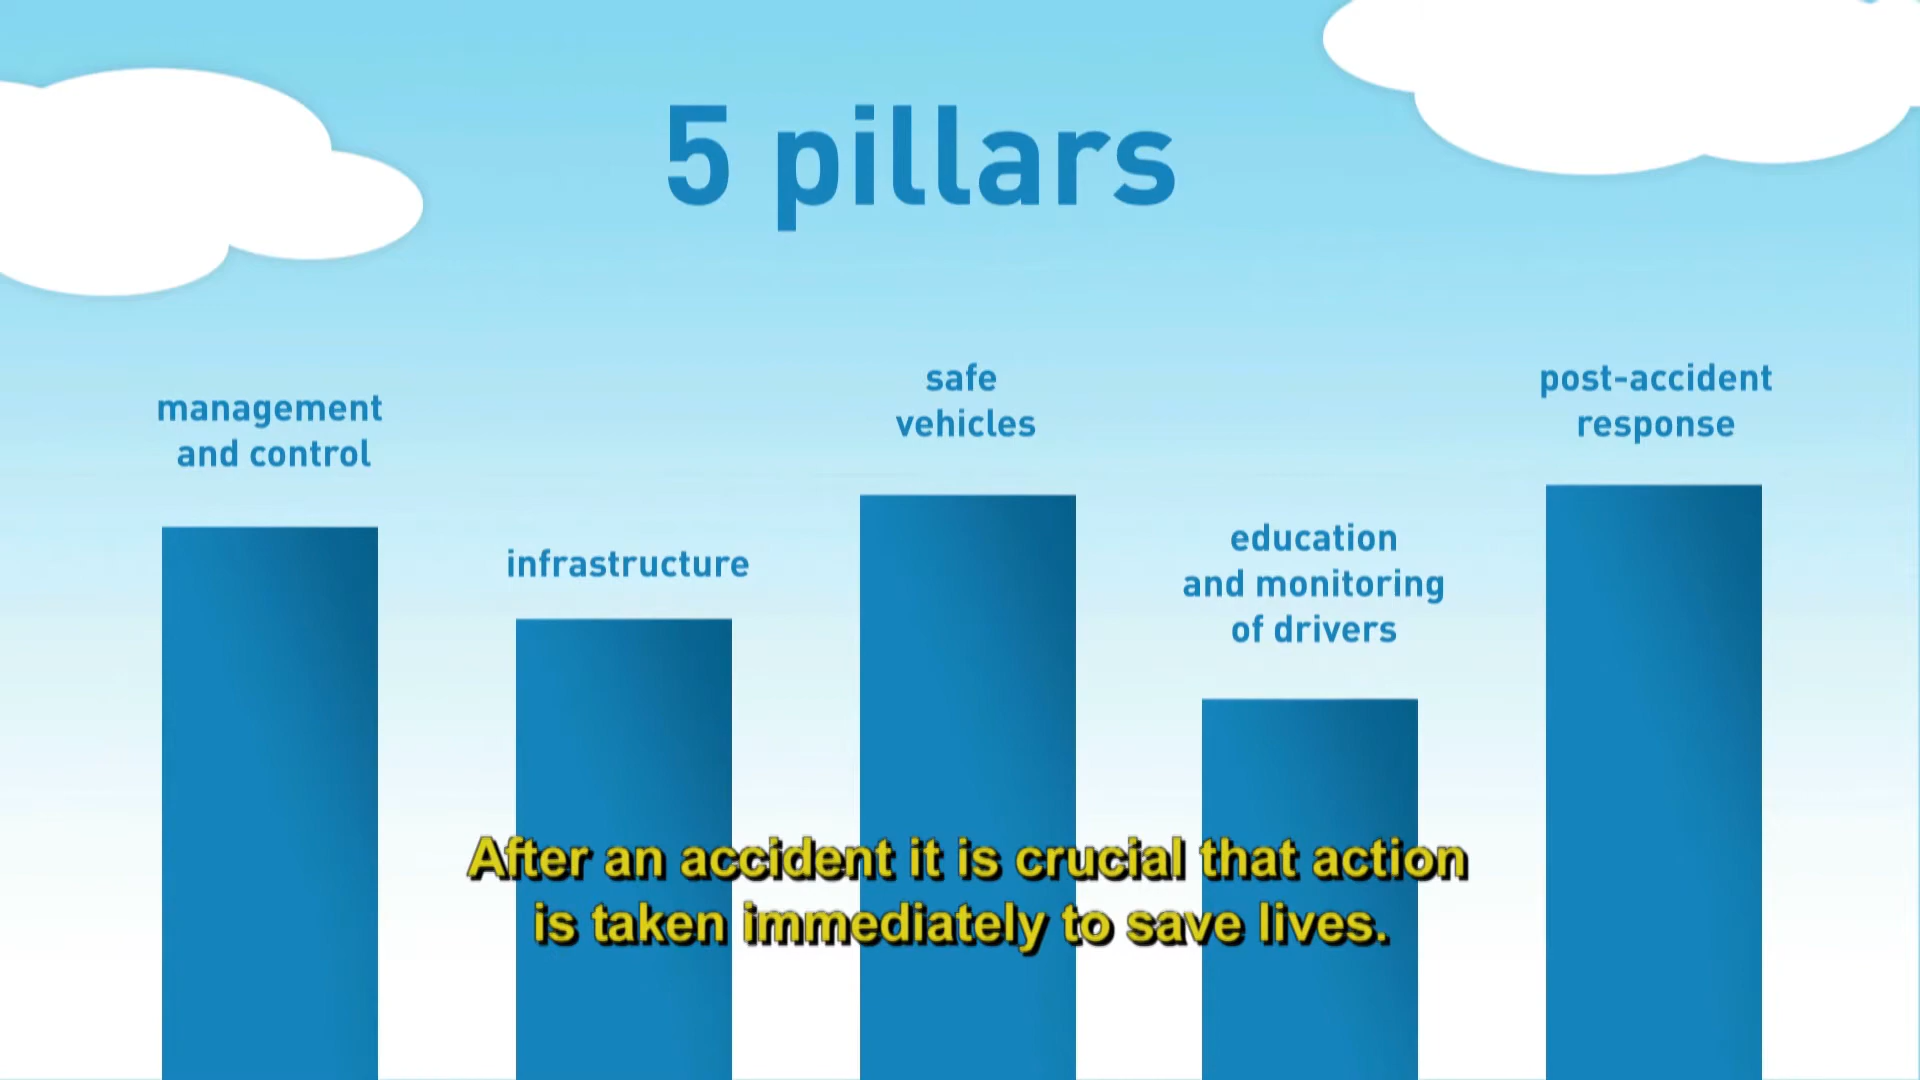 5 pillars
management
and control
infrastructure
safe
vehicles
education
and monitoring
of drivers
post-accident
response
After an accident it is crucial that action
is taken immediately to save lives.